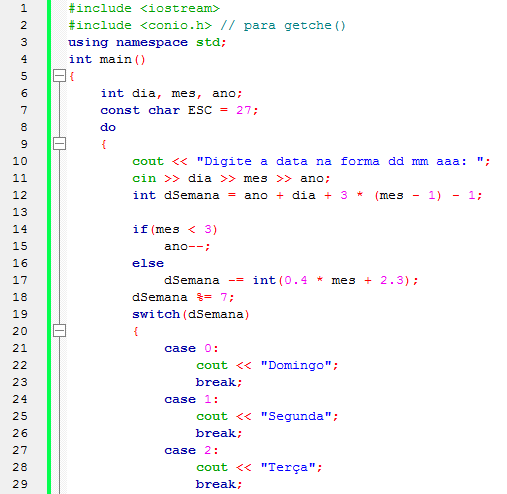 1 #include <iostream>
2 #include <conio.h> // para getche()
3 using namespace std;
4 int main()
5 {
6 int dia, mes, ano;
7 const char ESC = 27;
8 do
9 {
10 cout << "Digite a data na forma dd mm aaa: ";
11 cin >> dia >> mes >> ano;
12 int dSemana = ano + dia + 3 * (mes - 1) - 1;
13
14 if(mes < 3)
15 ano--;
16 else
17 dSemana -= int(0.4 * mes + 2.3);
18 dSemana %= 7;
19 switch(dSemana)
20 {
21 case 0:
22 cout << "Domingo";
23 break;
24 case 1:
25 cout << "Segunda";
26 break;
27 case 2:
28 cout << "Terça";
29 break;